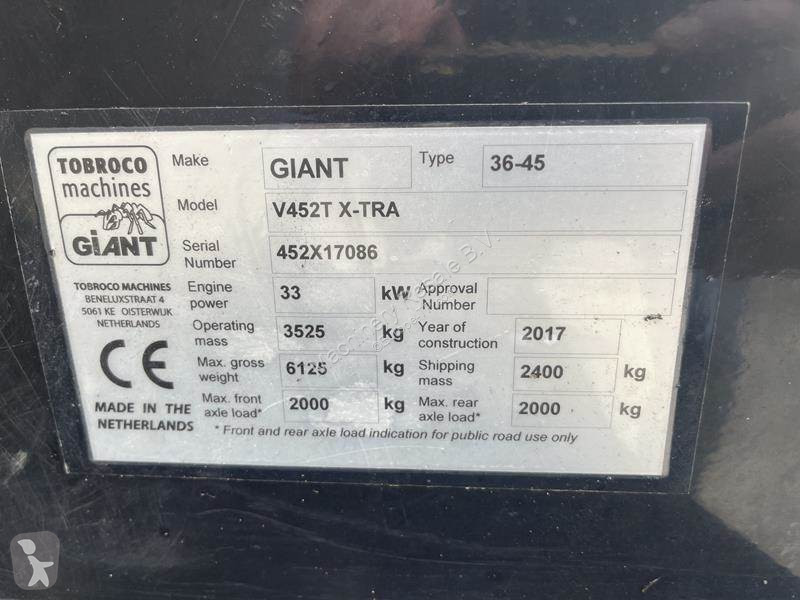 TOBROCO
machines
GiANT
TOBROCO MACHINES
BENELUXSTRAAT 4
5061 KE OISTERWIJK
NETHERLANDS
CE
MADE IN THE
NETHERLANDS
Make GIANT Type 36-45
Model V452T X-TRA
Serial Number 452X17086
Engine power 33 kW Approval Number
Operating mass 3525 kg Year of construction 2017
Max. gross weight 6125 kg Shipping mass 2400 kg
Max. front axle load* 2000 kg Max. rear axle load* 2000 kg
* Front and rear axle load indication for public road use only